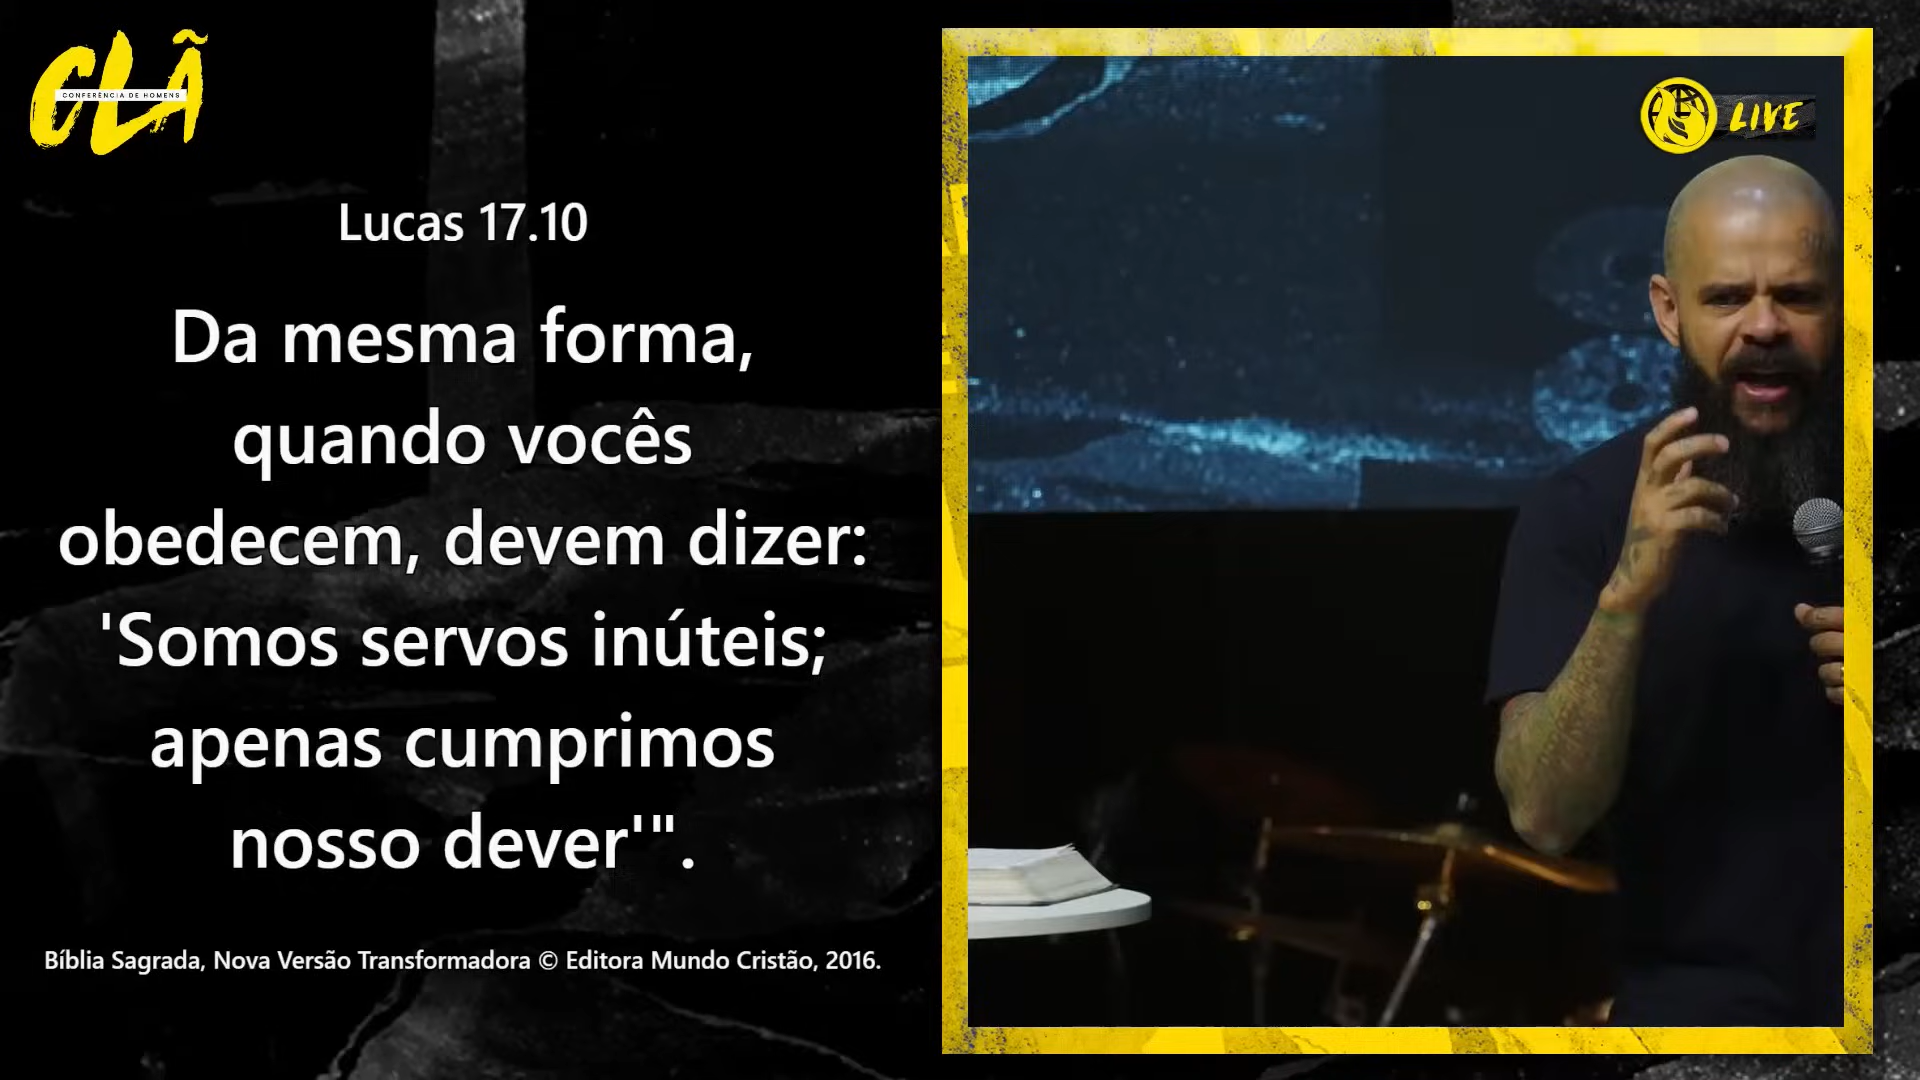 CLÃ
CONFERÊNCIA DE HOMENS
LIVE
Lucas 17.10
Da mesma forma,
quando vocês
obedecem, devem dizer:
'Somos servos inúteis;
apenas cumprimos
nosso dever'".
Bíblia Sagrada, Nova Versão Transformadora © Editora Mundo Cristão, 2016.